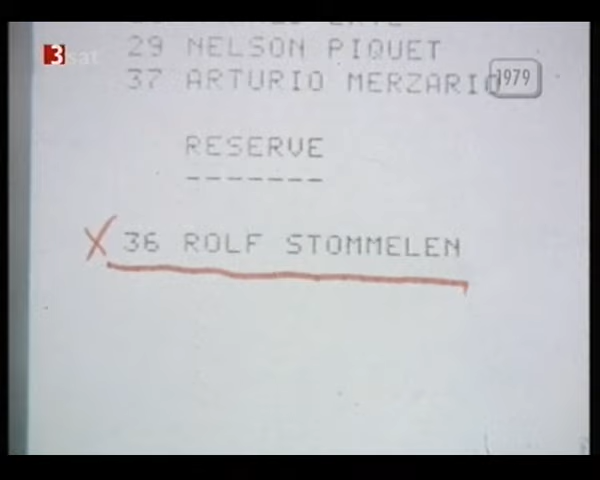 3sat
29 NELSON PIQUET
37 ARTURIO MERZARIO
1979
RESERVE
-------
X 36 ROLF STOMMELEN